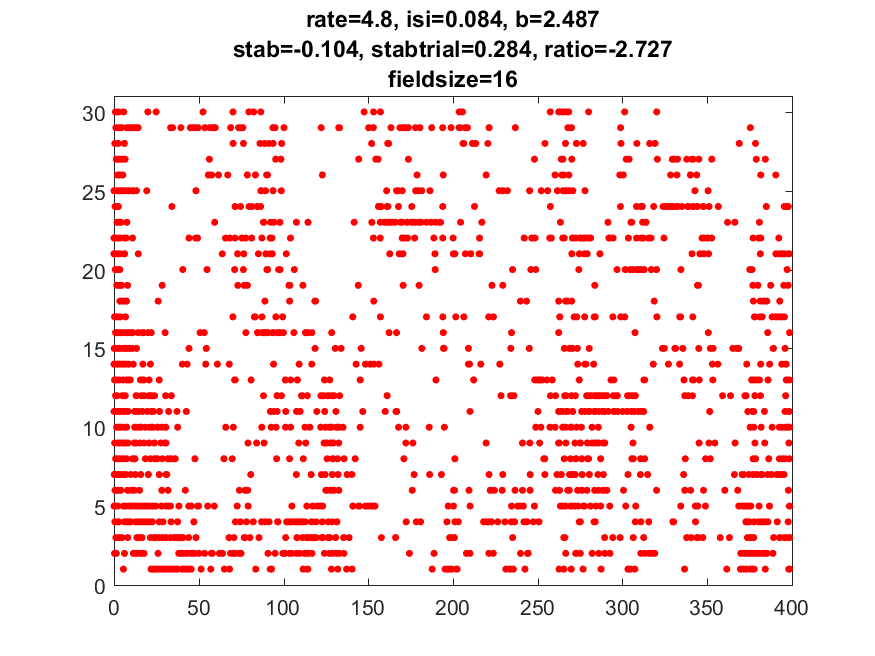 rate=4.8, isi=0.084, b=2.487
stab=-0.104, stabtrial=0.284, ratio=-2.727
fieldsize=16
30
25
20
15
10
5
0
0 50 100 150 200 250 300 350 400